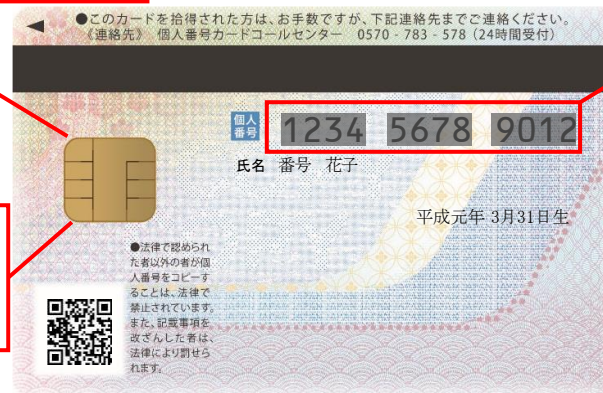 ●このカードを拾得された方は、お手数ですが、下記連絡先までご連絡ください。
《連絡先》 個人番号カードコールセンター 0570 - 783 - 578 (24時間受付)
個人
番号
1234 5678 9012
氏名 番号 花子
平成元年 3月31日生
●法律で認められ
た者以外の者が個
人番号をコピーす
ることは、法律で
禁止されています。
また、記載事項を
改ざんした者は、
法律により罰せら
れます。